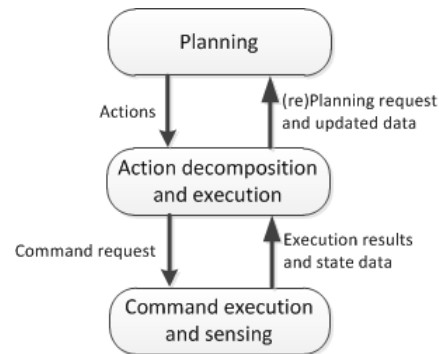 Planning
Actions
(re)Planning request
and updated data
Action decomposition
and execution
Command request
Execution results
and state data
Command execution
and sensing